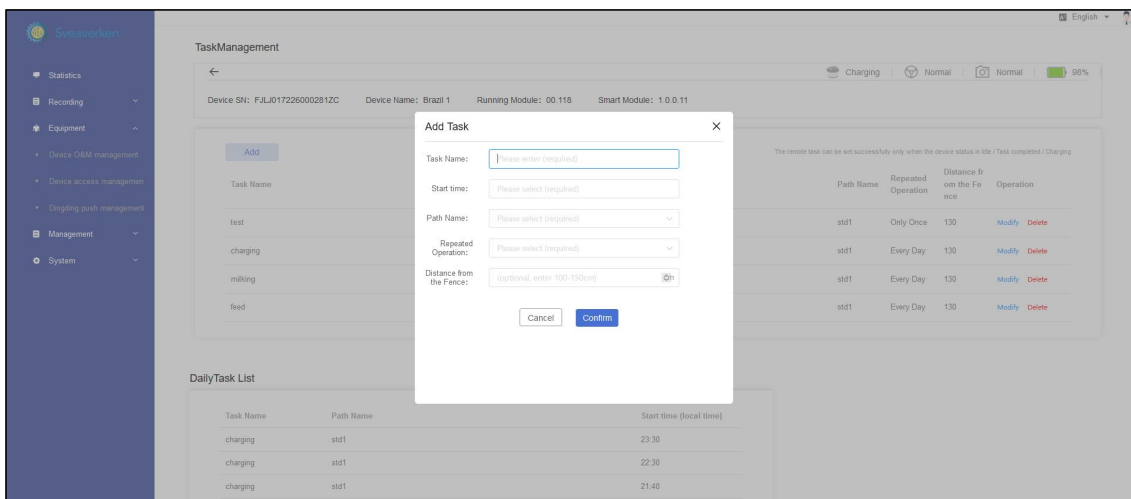 English
Sveaverken
TaskManagement
Statistics
Charging Normal Normal 98%
Recording
Device SN: FJLJ017226000281ZC Device Name: Brazil 1 Running Module: 00.118 Smart Module: 1.0.0.11
Equipment
Add Task
Device O&M management
Add
Task Name: Please enter (required)
The remote task can be set successfully only when the device status is Idle / Task completed / Charging
Device access managemen
Task Name
Start time: Please select (required)
Path Name
Repeated
Operation
Distance fr
om the Fe
nce
Operation
Dingding push management
Path Name: Please select (required)
test
std1 Only Once 130 Modify Delete
Management
Repeated
Operation: Please select (required)
charging
std1 Every Day 130 Modify Delete
System
Distance from
the Fence: (optional, enter 100-150cm)
milking
std1 Every Day 130 Modify Delete
feed
std1 Every Day 130 Modify Delete
Cancel Confirm
DailyTask List
Task Name Path Name Start time (local time)
charging std1 23:30
charging std1 22:30
charging std1 21:40